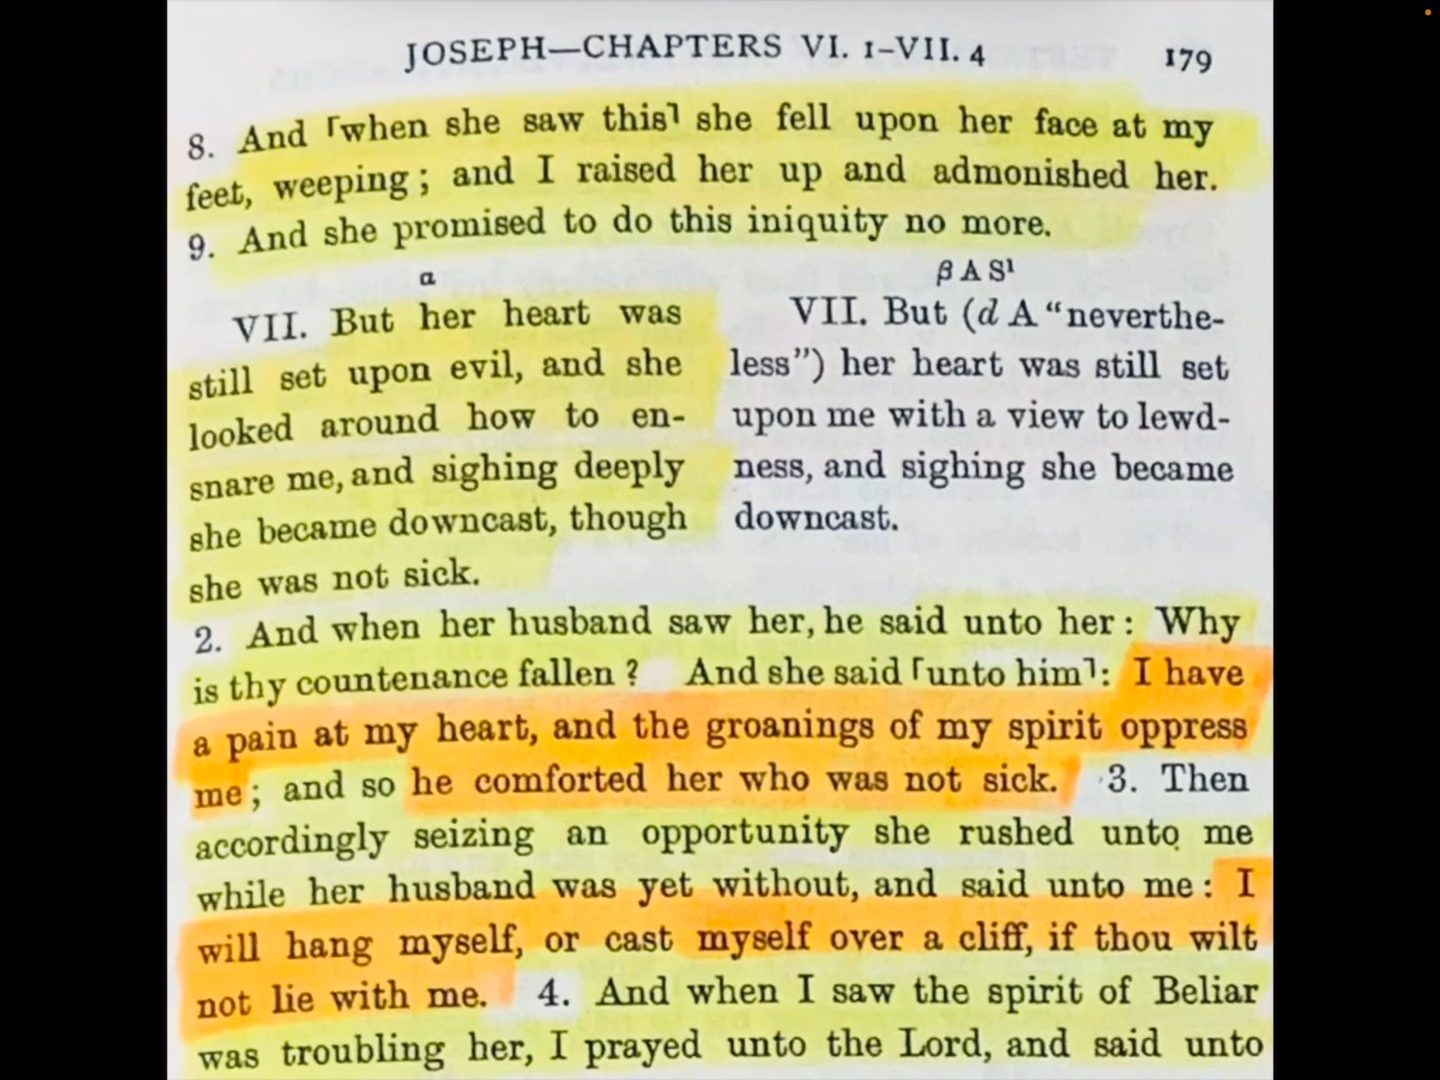 JOSEPH—CHAPTERS VI. 1–VII. 4 179
8. And ⌜when she saw this⌝ she fell upon her face at my
feet, weeping; and I raised her up and admonished her.
9. And she promised to do this iniquity no more.
α
VII. But her heart was
still set upon evil, and she
looked around how to en-
snare me, and sighing deeply
she became downcast, though
she was not sick.
β A S¹
VII. But (d A “neverthe-
less”) her heart was still set
upon me with a view to lewd-
ness, and sighing she became
downcast.
2. And when her husband saw her, he said unto her: Why
is thy countenance fallen? And she said ⌜unto him⌝: I have
a pain at my heart, and the groanings of my spirit oppress
me; and so he comforted her who was not sick. 3. Then
accordingly seizing an opportunity she rushed unto me
while her husband was yet without, and said unto me: I
will hang myself, or cast myself over a cliff, if thou wilt
not lie with me. 4. And when I saw the spirit of Beliar
was troubling her, I prayed unto the Lord, and said unto